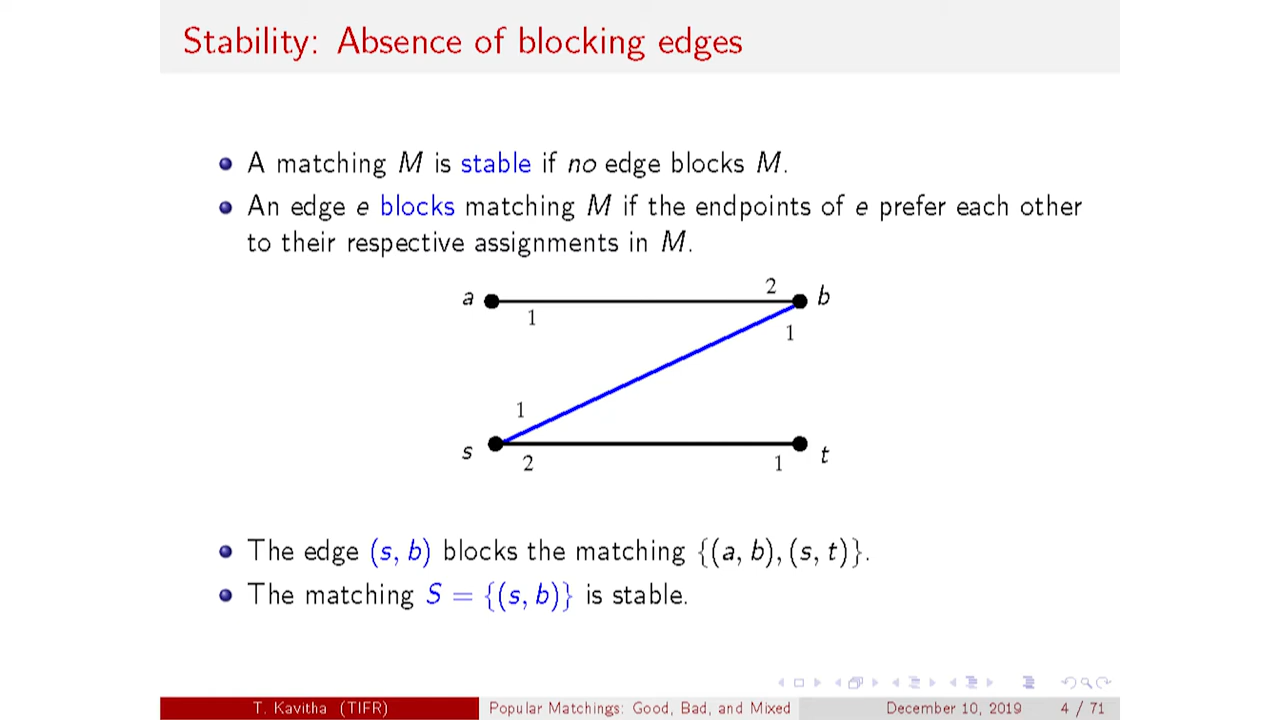 Stability: Absence of blocking edges
A matching M is stable if no edge blocks M.
An edge e blocks matching M if the endpoints of e prefer each other
to their respective assignments in M.
a 1 2 b
1
1
s 2 1 t
The edge (s, b) blocks the matching {(a, b), (s, t)}.
The matching S = {(s, b)} is stable.
T. Kavitha (TIFR) Popular Matchings: Good, Bad, and Mixed December 10, 2019 4 / 71